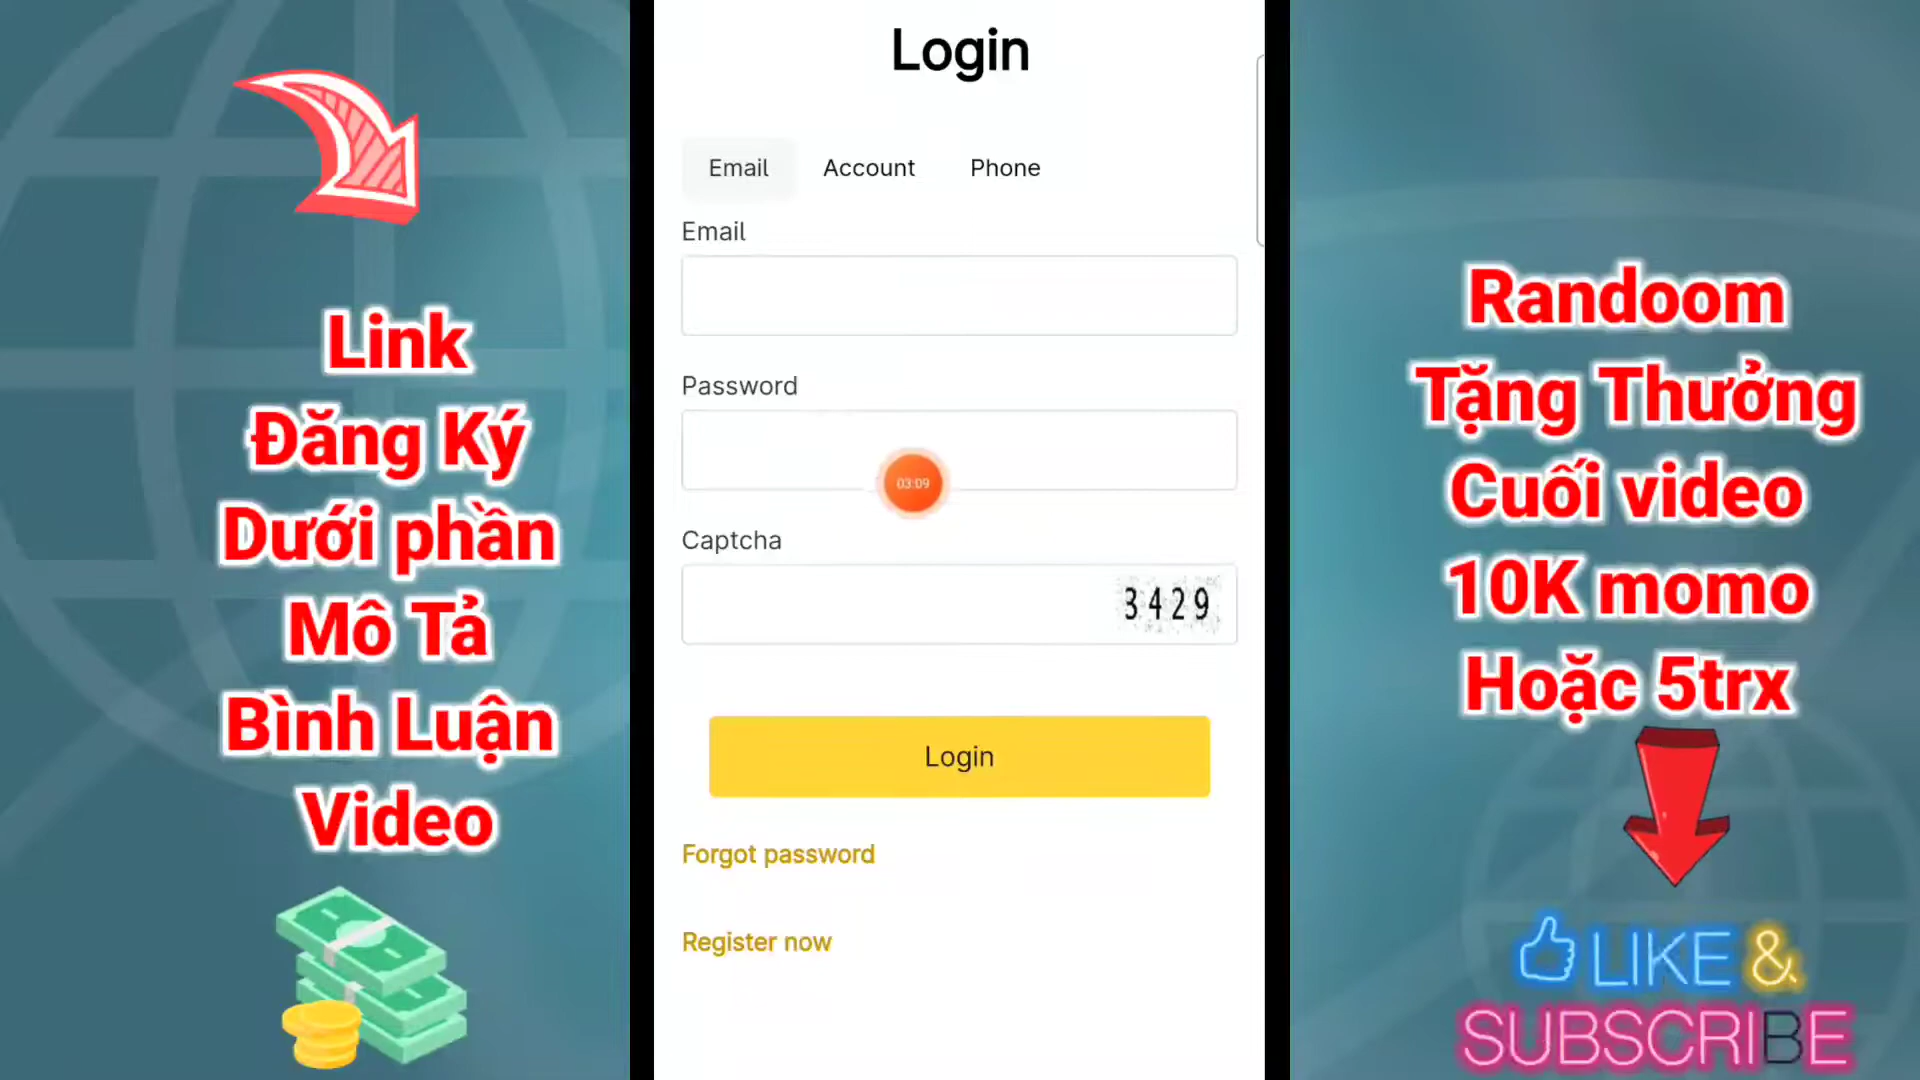 Link
Đăng Ký
Dưới phần
Mô Tả
Bình Luận
Video
Login
Email Account Phone
Email
Password
03:09
Captcha
3429
Login
Forgot password
Register now
Randoom
Tặng Thưởng
Cuối video
10K momo
Hoặc 5trx
LIKE &
SUBSCRIBE